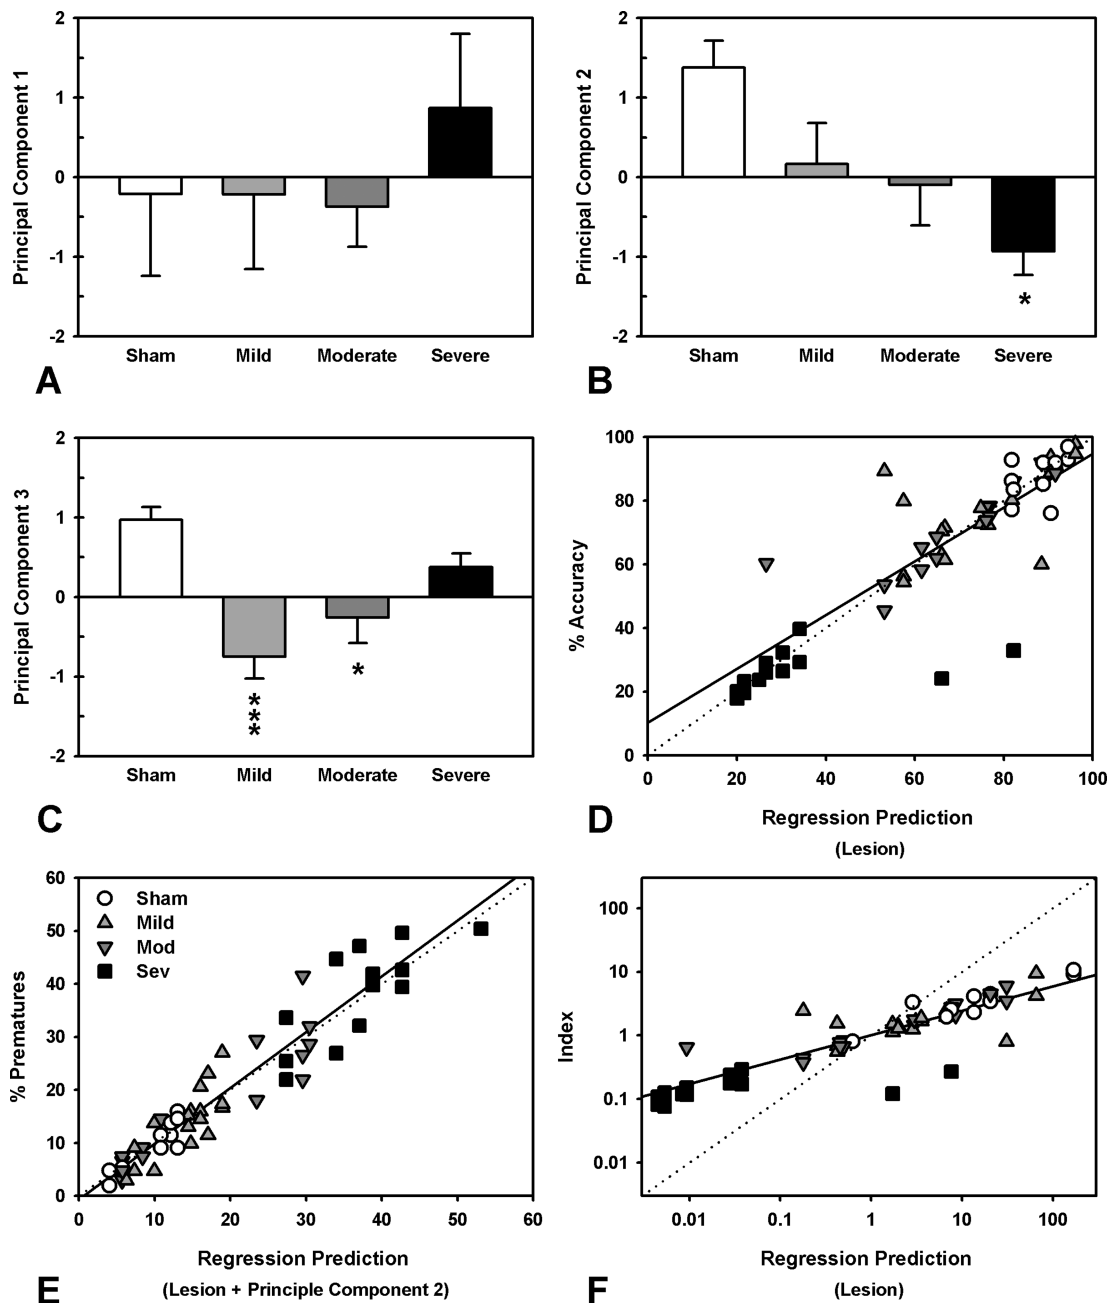 2
1
0
-1
-2
Principal Component 1
Sham Mild Moderate Severe
A
2
1
0
-1
-2
Principal Component 2
*
Sham Mild Moderate Severe
B
2
1
0
-1
-2
Principal Component 3
*
*
*
*
Sham Mild Moderate Severe
C
100
80
60
40
20
0
% Accuracy
0 20 40 60 80 100
Regression Prediction
(Lesion)
D
60
50
40
30
20
10
0
% Prematures
Sham
Mild
Mod
Sev
0 10 20 30 40 50 60
Regression Prediction
(Lesion + Principle Component 2)
E
100
10
1
0.1
0.01
Index
0.01 0.1 1 10 100
Regression Prediction
(Lesion)
F